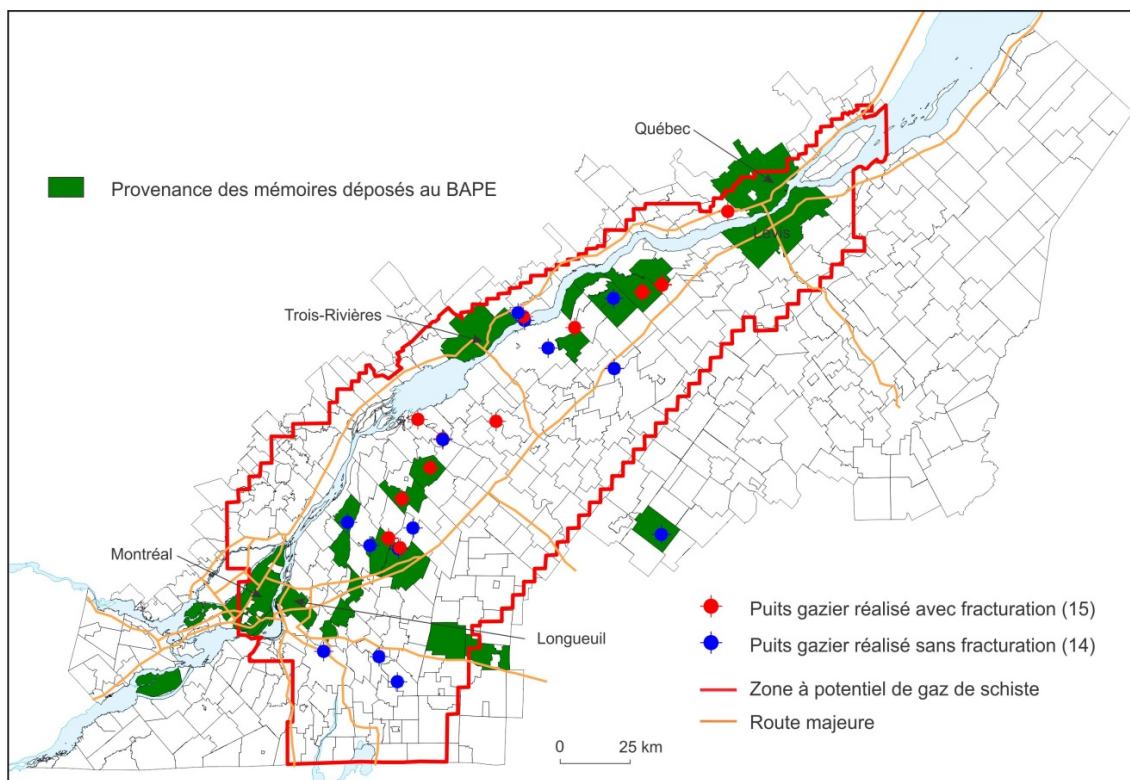 Québec
Provenance des mémoires déposés au BAPE
Lévis
Trois-Rivières
Montréal
Longueuil
Puits gazier réalisé avec fracturation (15)
Puits gazier réalisé sans fracturation (14)
Zone à potentiel de gaz de schiste
Route majeure
0 25 km